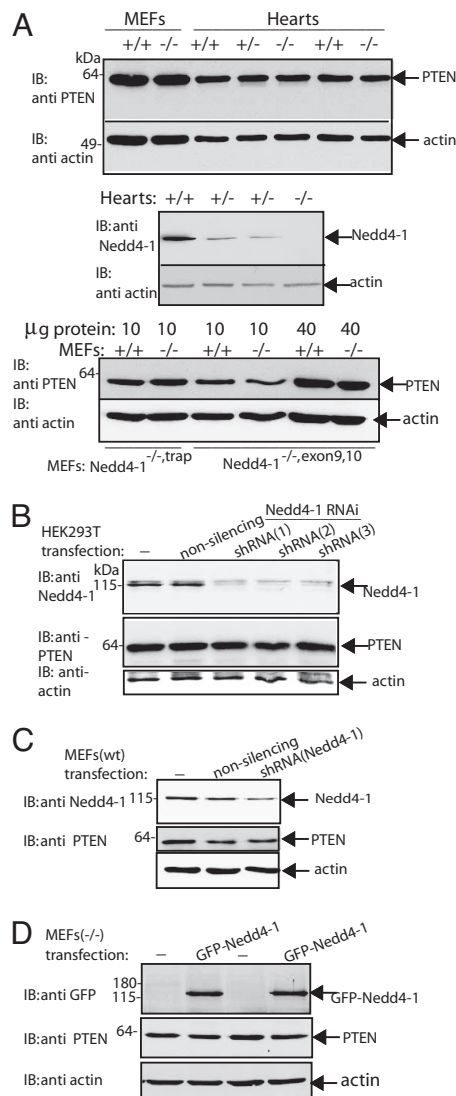 A
MEFs Hearts
+/+ -/- +/+ +/- -/- +/- +/+ -/-
kDa
64-
IB:
anti PTEN
PTEN
IB:
anti actin
49-
actin
Hearts: +/+ +/- +/- -/-
IB:anti
Nedd4-1
Nedd4-1
IB:
anti actin
actin
μg protein: 10 10 10 10 40 40
MEFs: +/+ -/- +/+ -/- +/+ -/-
IB:
anti PTEN
64-
PTEN
IB:
anti actin
actin
MEFs: Nedd4-1-/-,trap Nedd4-1-/-,exon9,10
B
HEK293T
transfection:
– non-silencing
Nedd4-1 RNAi
shRNA(1) shRNA(2) shRNA(3)
kDa
IB:anti
Nedd4-1
115-
Nedd4-1
IB:anti -
PTEN
64-
PTEN
IB: anti-
actin
actin
C
MEFs(wt)
transfection:
– non-silencing shRNA(Nedd4-1)
IB:anti Nedd4-1 115-
Nedd4-1
IB:anti PTEN 64-
PTEN
actin
D
MEFs(-/-)
transfection:
– GFP-Nedd4-1 – GFP-Nedd4-1
180-
115-
IB:anti GFP
GFP-Nedd4-1
IB:anti PTEN 64-
PTEN
IB:anti actin
actin